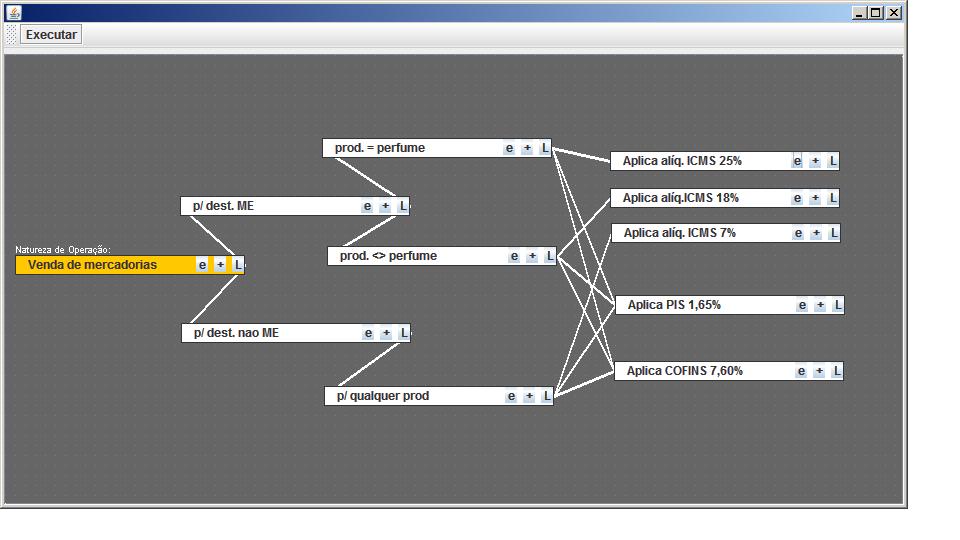 Executar
prod. = perfume e + L
Aplica alíq. ICMS 25% e + L
Aplica alíq.ICMS 18% e + L
p/ dest. ME e + L
Aplica alíq. ICMS 7% e + L
Natureza de Operação:
Venda de mercadorias e + L
prod. <> perfume e + L
Aplica PIS 1,65% e + L
p/ dest. nao ME e + L
Aplica COFINS 7,60% e + L
p/ qualquer prod e + L